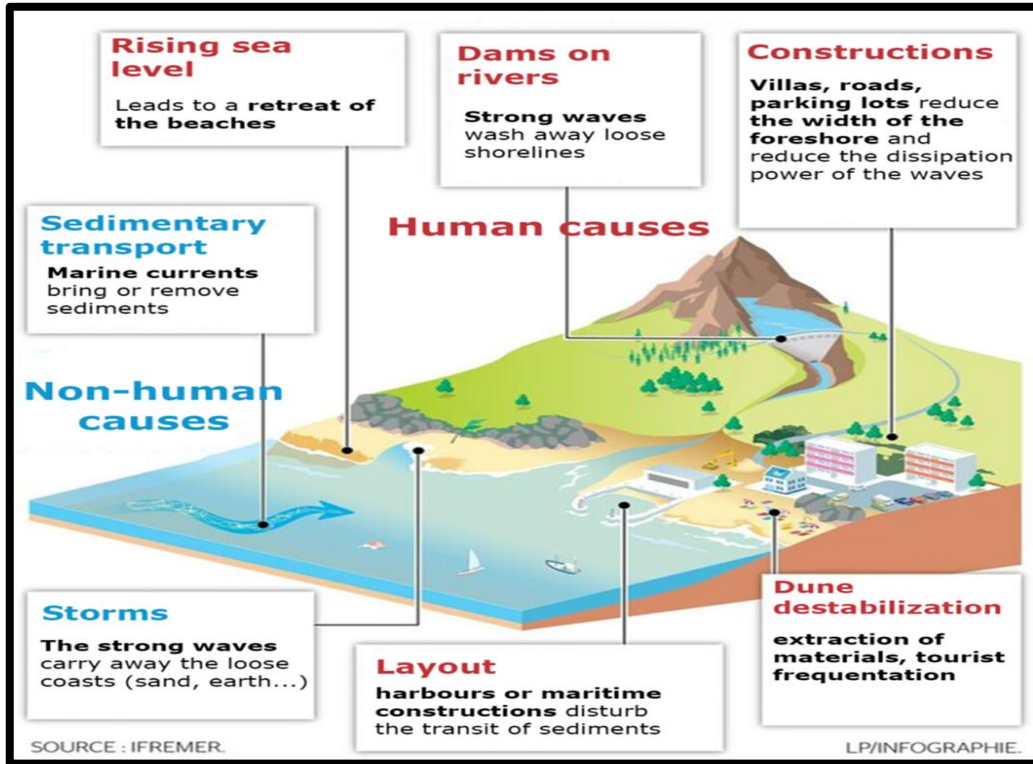 Rising sea
level
Leads to a retreat of
the beaches
Dams on
rivers
Strong waves
wash away loose
shorelines
Constructions
Villas, roads,
parking lots reduce
the width of the
foreshore and
reduce the dissipation
power of the waves
Sedimentary
transport
Marine currents
bring or remove
sediments
Human causes
Non-human
causes
Storms
The strong waves
carry away the loose
coasts (sand, earth...)
Layout
harbours or maritime
constructions disturb
the transit of sediments
Dune
destabilization
extraction of
materials, tourist
frequentation
SOURCE : IFREMER.
LP/INFOGRAPHIE.